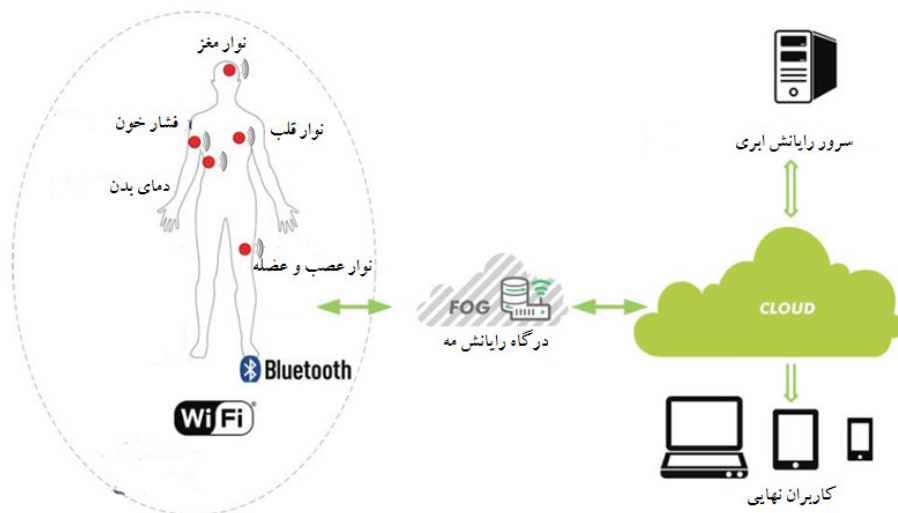 نوار مغز
فشار خون
نوار قلب
دمای بدن
نوار عصب و عضله
Bluetooth
WiFi
FOG
درگاه رایانش مه
سرور رایانش ابری
CLOUD
کاربران نهایی